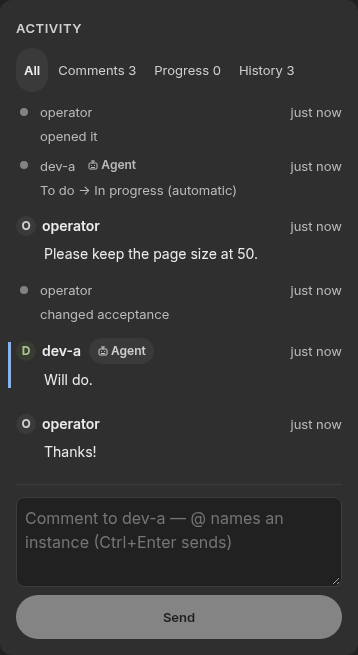 ACTIVITY
All Comments 3 Progress 0 History 3
operator just now
opened it
dev-a Agent just now
To do → In progress (automatic)
O operator just now
Please keep the page size at 50.
operator just now
changed acceptance
D dev-a Agent just now
Will do.
O operator just now
Thanks!
Comment to dev-a — @ names an
instance (Ctrl+Enter sends)
Send